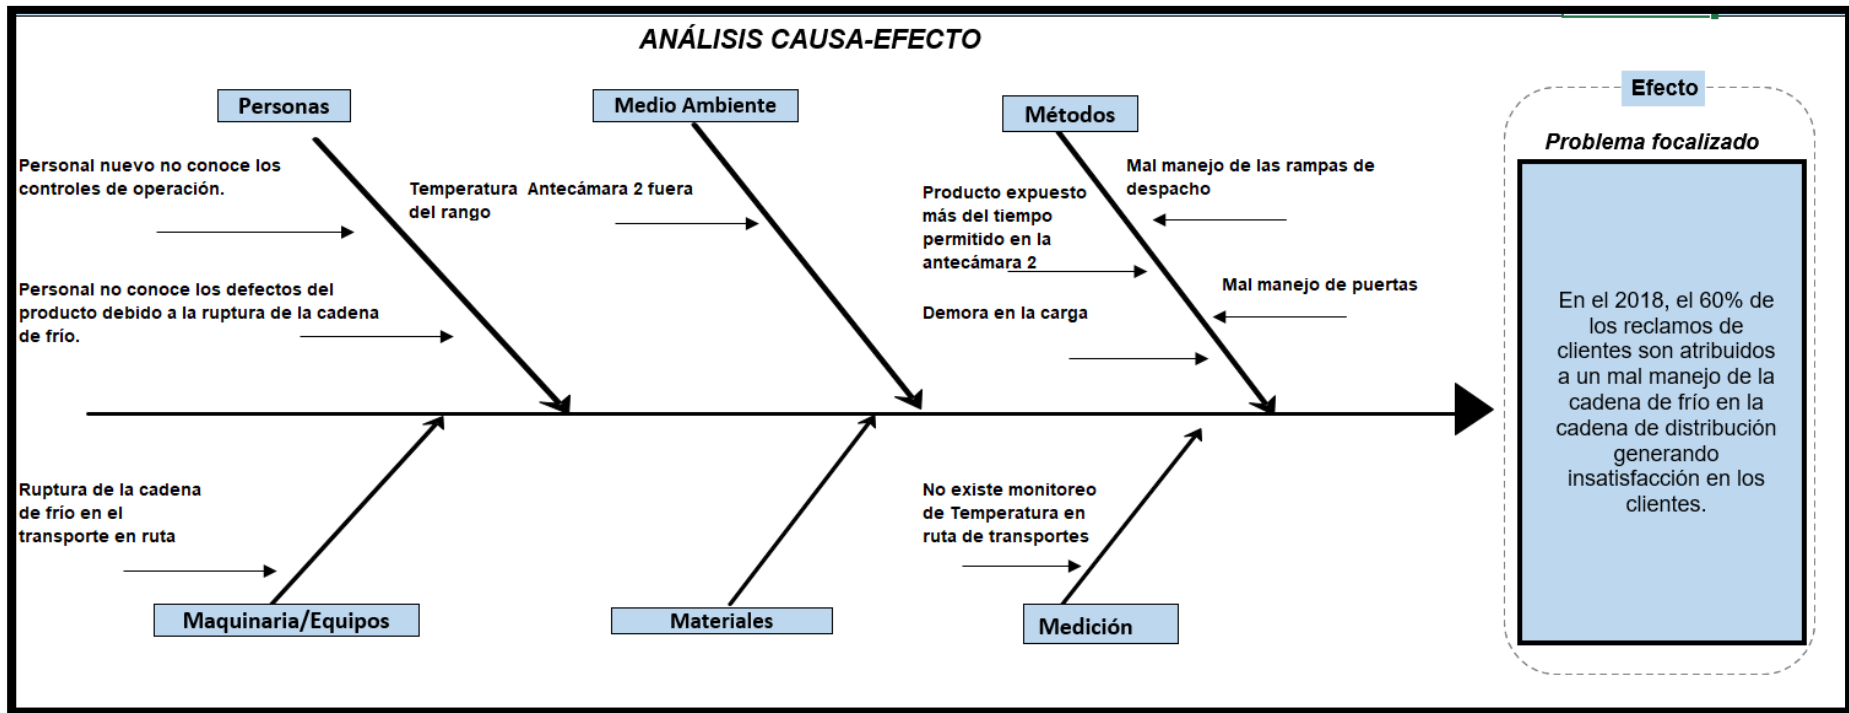 ANÁLISIS CAUSA-EFECTO
Personas
Medio Ambiente
Métodos
Efecto
Problema focalizado
Personal nuevo no conoce los
controles de operación.
Personal no conoce los defectos del
producto debido a la ruptura de la cadena
de frío.
Temperatura Antecámara 2 fuera
del rango
Producto expuesto
más del tiempo
permitido en la
antecámara 2
Demora en la carga
Mal manejo de las rampas de
despacho
Mal manejo de puertas
En el 2018, el 60% de
los reclamos de
clientes son atribuidos
a un mal manejo de la
cadena de frío en la
cadena de distribución
generando
insatisfacción en los
clientes.
Ruptura de la cadena
de frío en el
transporte en ruta
No existe monitoreo
de Temperatura en
ruta de transportes
Maquinaria/Equipos
Materiales
Medición